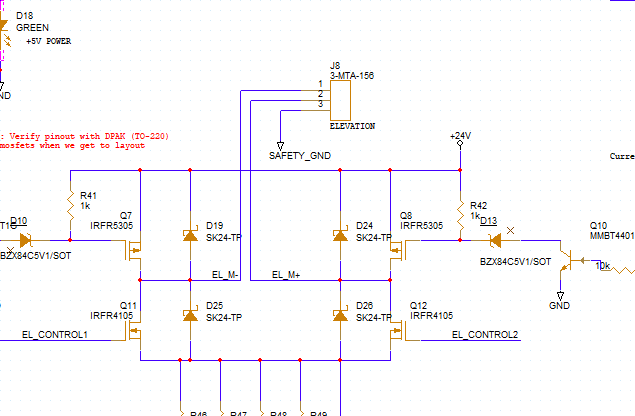 D18
GREEN
+5V POWER
ND
J8
3-MTA-156
1
2
3
ELEVATION
: Verify pinout with DPAK (TO-220)
mosfets when we get to layout
SAFETY_GND
+24V
Curre
R41
1k
R42
1k
D10
Q7
IRFR5305
D19
SK24-TP
D24
SK24-TP
Q8
IRFR5305
D13
Q10
MMBT4401
BZX84C5V1/SOT
BZX84C5V1/SOT
10k
EL_M-
EL_M+
GND
Q11
IRFR4105
D25
SK24-TP
D26
SK24-TP
Q12
IRFR4105
EL_CONTROL1
EL_CONTROL2
R46
R47
R48
R49